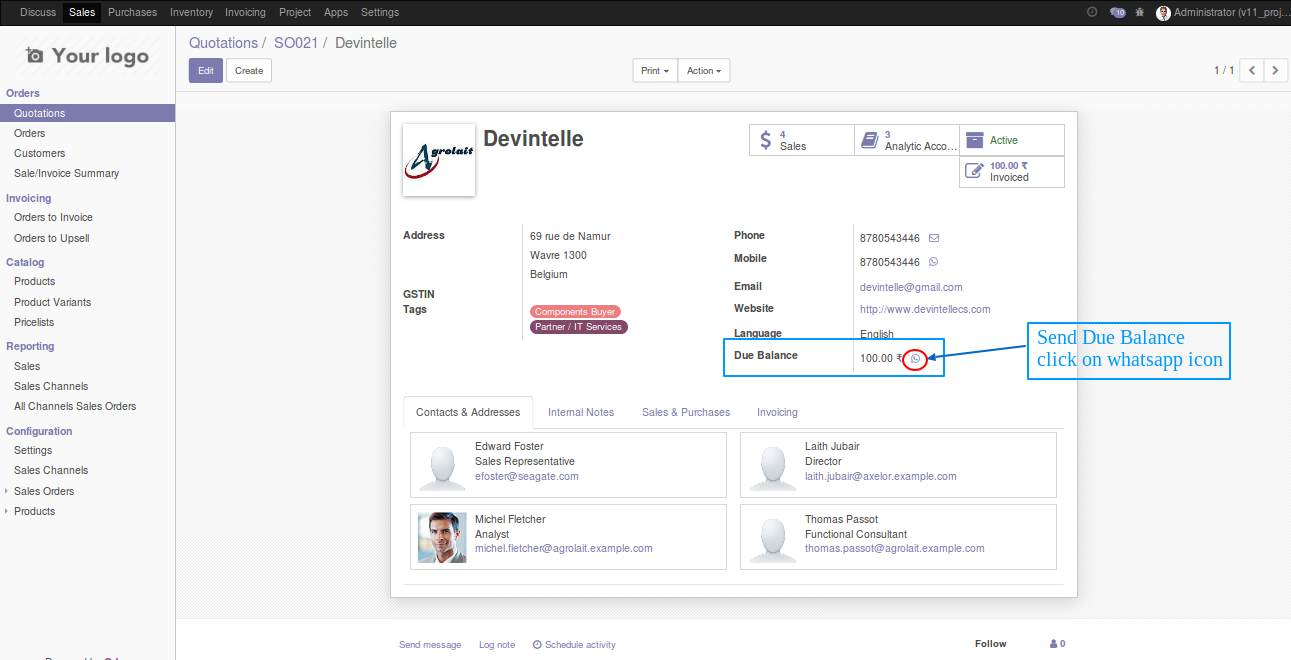 Discuss Sales Purchases Inventory Invoicing Project Apps Settings 10 Administrator (v11_proj...
Your logo
Quotations / SO021 / Devintelle
Edit Create Print Action 1 / 1
Orders
Quotations
Orders
Customers
Sale/Invoice Summary
Invoicing
Orders to Invoice
Orders to Upsell
Catalog
Products
Product Variants
Pricelists
Reporting
Sales
Sales Channels
All Channels Sales Orders
Configuration
Settings
Sales Channels
Sales Orders
Products
Agrolait
Devintelle
4
Sales
3
Analytic Acco...
Active
100.00 ₹
Invoiced
Address
69 rue de Namur
Wavre 1300
Belgium
GSTIN
Tags
Components Buyer
Partner / IT Services
Phone 8780543446
Mobile 8780543446
Email devintelle@gmail.com
Website http://www.devintellecs.com
Language English
Due Balance 100.00 ₹
Send Due Balance
click on whatsapp icon
Contacts & Addresses Internal Notes Sales & Purchases Invoicing
Edward Foster
Sales Representative
efoster@seagate.com
Laith Jubair
Director
laith.jubair@axelor.example.com
Michel Fletcher
Analyst
michel.fletcher@agrolait.example.com
Thomas Passot
Functional Consultant
thomas.passot@agrolait.example.com
Send message Log note Schedule activity Follow 0